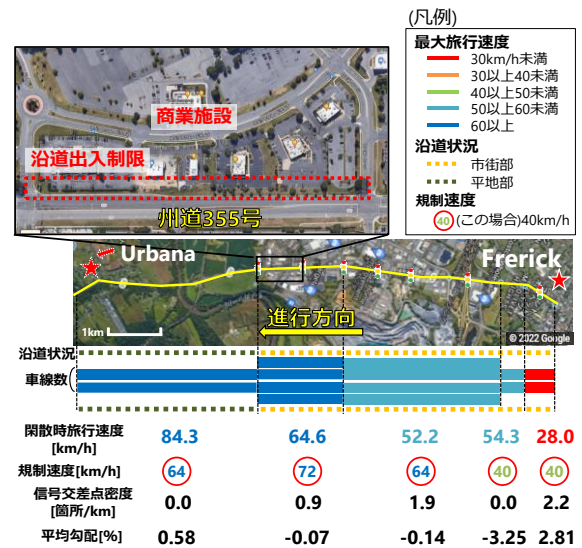 (凡例)
最大旅行速度
30km/h未満
30以上40未満
40以上50未満
50以上60未満
60以上
沿道状況
市街部
平地部
規制速度
40 (この場合)40km/h
商業施設
沿道出入制限
州道355号
Urbana
Frerick
1km
進行方向
© 2022 Google
沿道状況
車線数
閑散時旅行速度
[km/h]
84.3 64.6 52.2 54.3 28.0
規制速度[km/h]
64 72 64 40 40
信号交差点密度
[箇所/km]
0.0 0.9 1.9 0.0 2.2
平均勾配[%]
0.58 -0.07 -0.14 -3.25 2.81